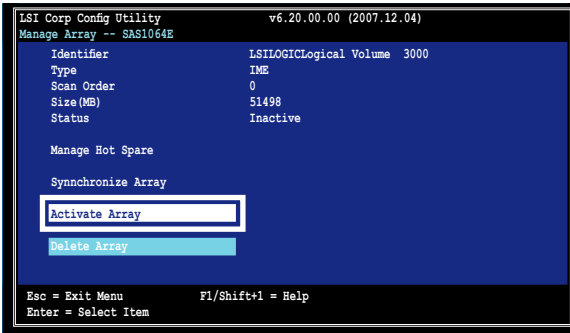 LSI Corp Config Utility v6.20.00.00 (2007.12.04)
Manage Array -- SAS1064E
Identifier LSILOGICLogical Volume 3000
Type IME
Scan Order 0
Size(MB) 51498
Status Inactive
Manage Hot Spare
Synnchronize Array
Activate Array
Delete Array
Esc = Exit Menu F1/Shift+1 = Help
Enter = Select Item